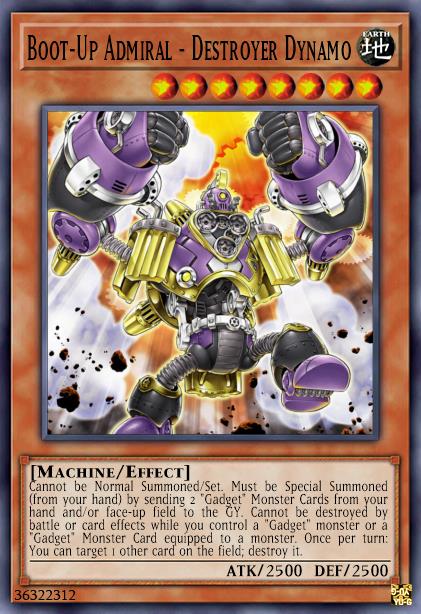 Boot-Up Admiral - Destroyer Dynamo
EARTH
地
[Machine/Effect]
Cannot be Normal Summoned/Set. Must be Special Summoned
(from your hand) by sending 2 "Gadget" Monster Cards from your
hand and/or face-up field to the GY. Cannot be destroyed by
battle or card effects while you control a "Gadget" monster or a
"Gadget" Monster Card equipped to a monster. Once per turn:
You can target 1 other card on the field; destroy it.
ATK/2500 DEF/2500
36322312